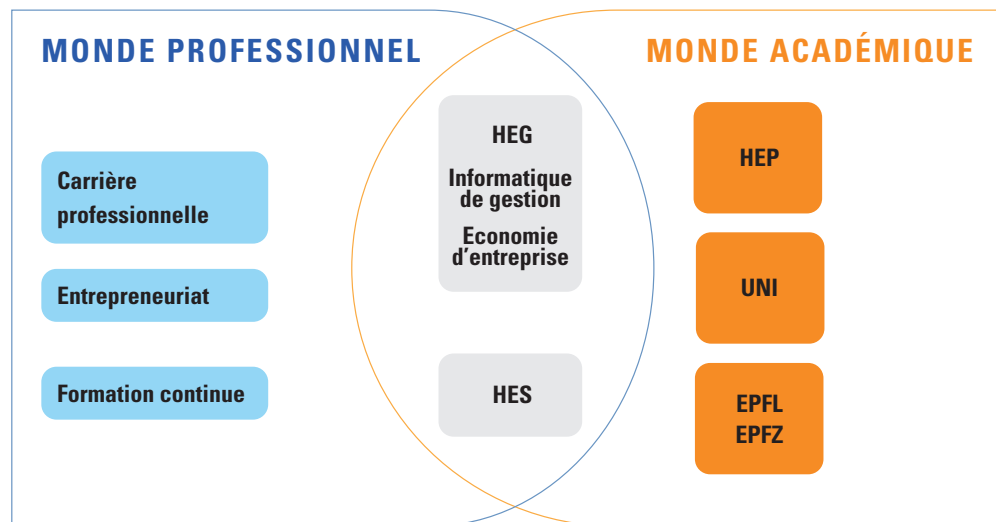 MONDE PROFESSIONNEL
MONDE ACADÉMIQUE
Carrière
professionnelle
Entrepreneuriat
Formation continue
HEG
Informatique
de gestion
Economie
d’entreprise
HES
HEP
UNI
EPFL
EPFZ